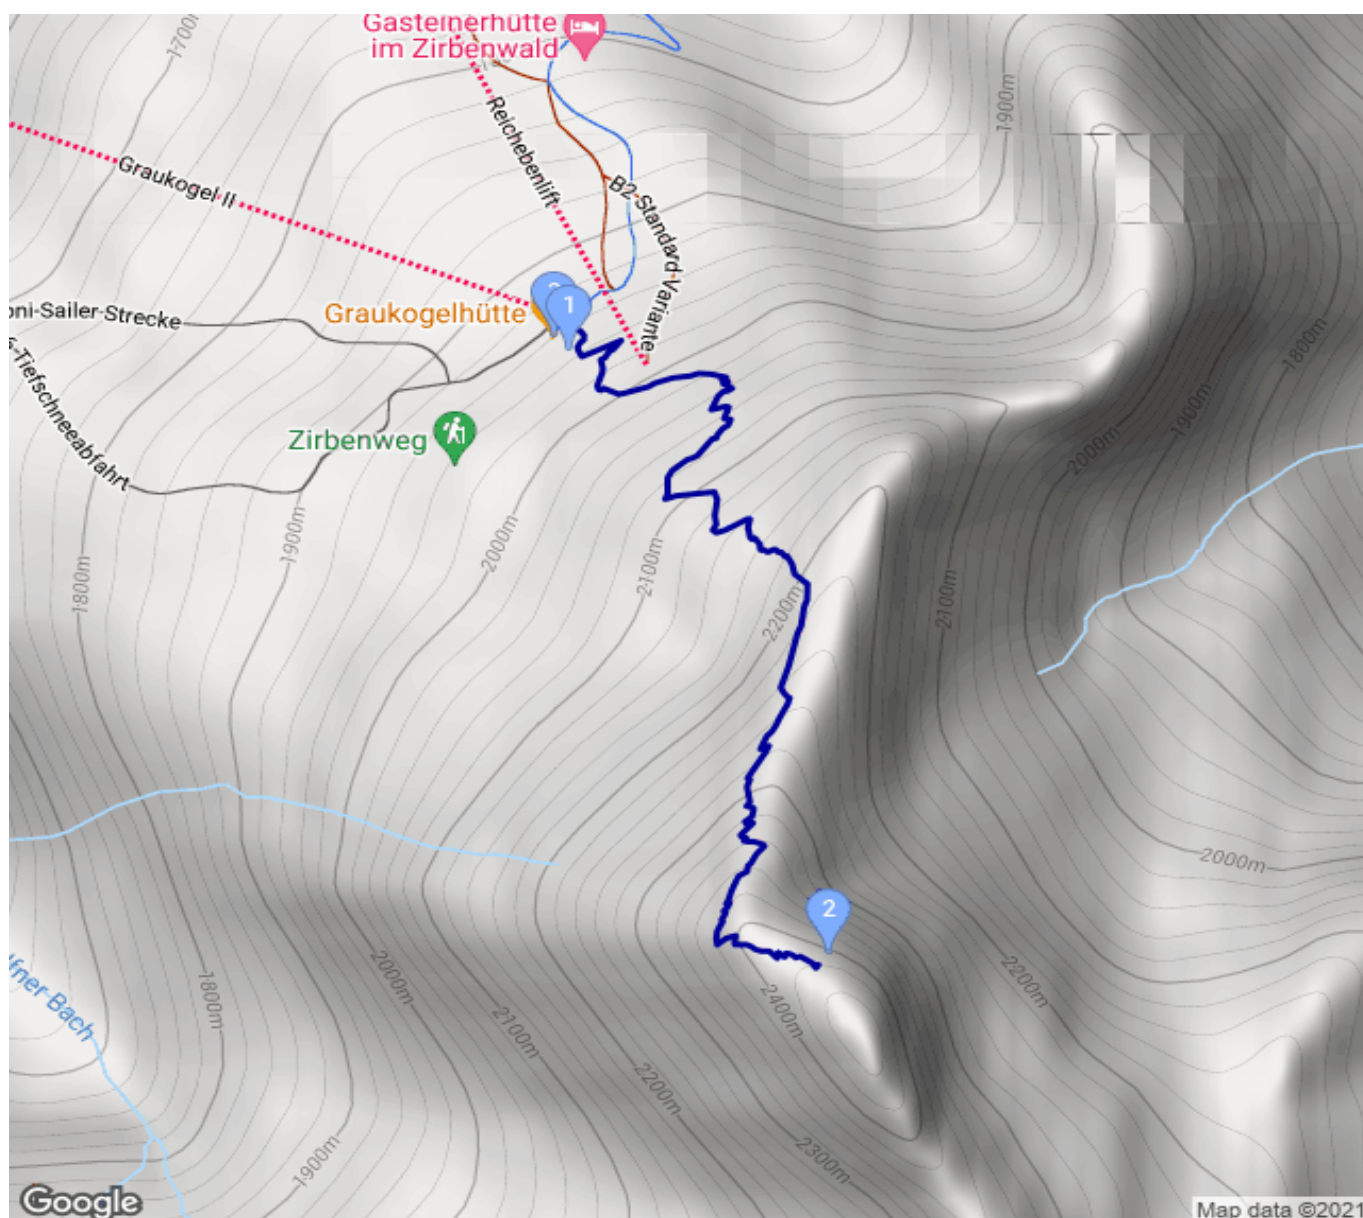 Gasteinerhütte
im Zirbenwald
1700m
1900m
Reichebenlift
Graukogel II
B2-Standard-Variante
1
Graukogelhütte
oni-Sailer-Strecke
1800m
-Tiefschneeabfahrt
Zirbenweg
1900m
2000m
1900m
2000m
2100m
2200m
2100m
1800m
2000m
2
2400m
2200m
2000m
1800m
2100m
2200m
2300m
1900m
fner-Bach
Google
Map data ©2021